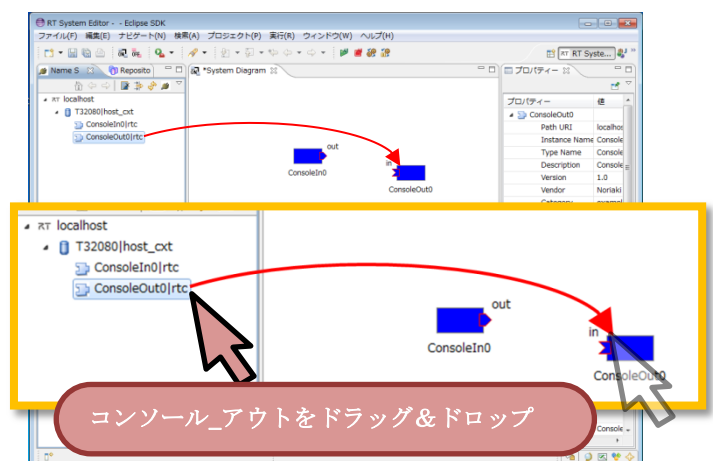 RT System Editor - - Eclipse SDK
ファイル(F) 編集(E) ナビゲート(N) 検索(A) プロジェクト(P) 実行(R) ウィンドウ(W) ヘルプ(H)
RT RT Syste...
Name S Reposito *System Diagram プロパティー
RT localhost
T32080|host_cxt
ConsoleIn0|rtc
ConsoleOut0|rtc
out
ConsoleIn0
in
ConsoleOut0
プロパティー 値
ConsoleOut0
Path URI localhos
Instance Name Console
Type Name Console
Description Console
Version 1.0
Vendor Noriaki
RT localhost
T32080|host_cxt
ConsoleIn0|rtc
ConsoleOut0|rtc
out
ConsoleIn0
in
ConsoleOut0
コンソール_アウトをドラッグ＆ドロップ
Console